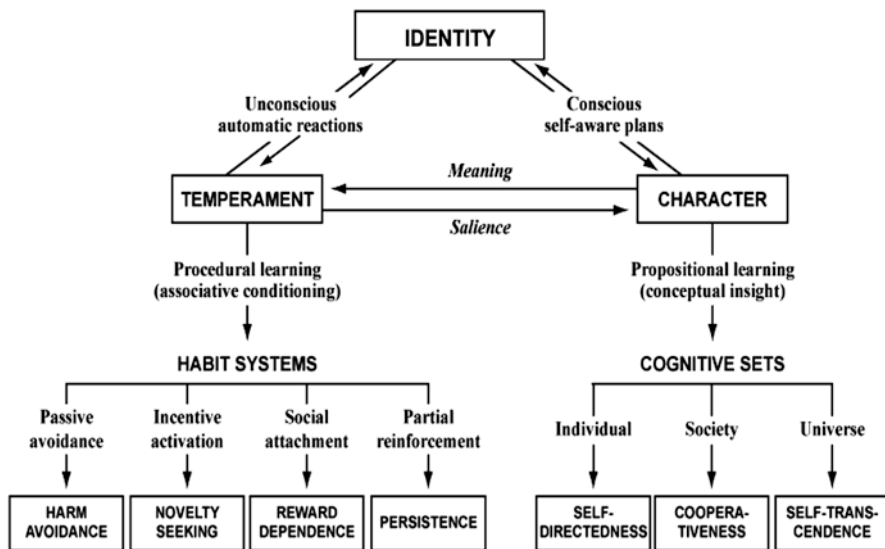 IDENTITY
Unconscious
automatic reactions
Conscious
self-aware plans
Meaning
TEMPERAMENT
CHARACTER
Salience
Procedural learning
(associative conditioning)
Propositional learning
(conceptual insight)
HABIT SYSTEMS
COGNITIVE SETS
Passive
avoidance
Incentive
activation
Social
attachment
Partial
reinforcement
Individual
Society
Universe
HARM
AVOIDANCE
NOVELTY
SEEKING
REWARD
DEPENDENCE
PERSISTENCE
SELF-
DIRECTEDNESS
COOPERA-
TIVENESS
SELF-TRANS-
CENDENCE